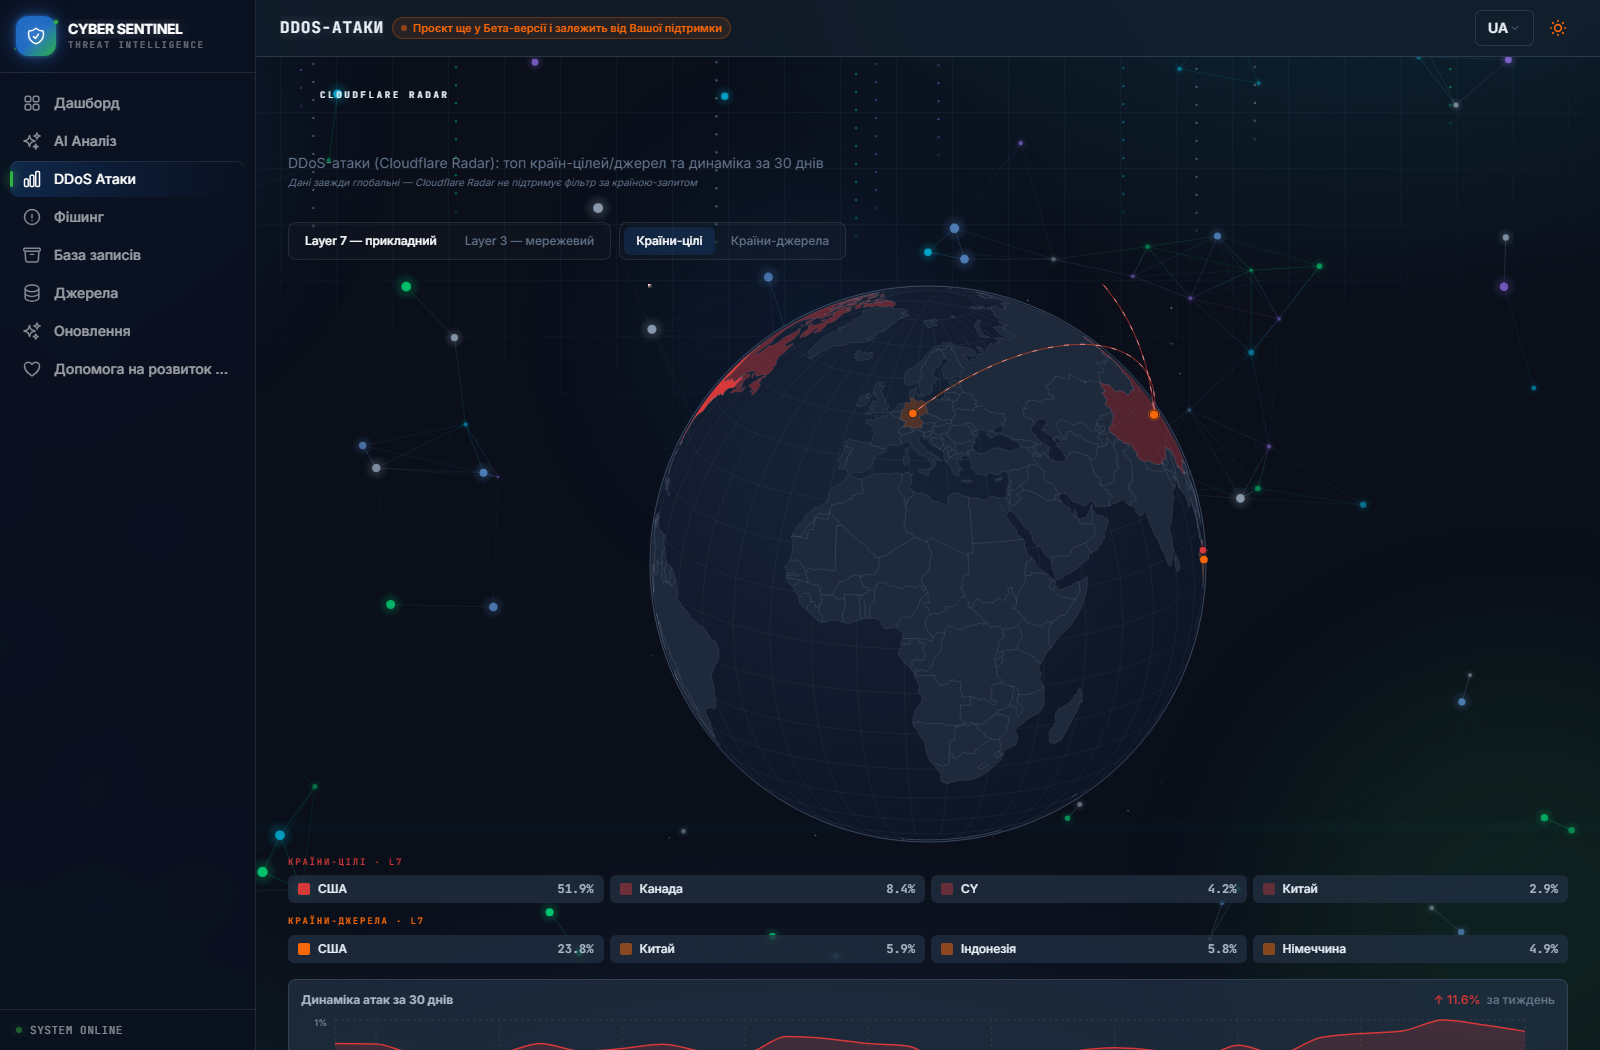 CYBER SENTINEL
THREAT INTELLIGENCE
Дашборд
AI Аналіз
DDoS Атаки
Фішинг
База записів
Джерела
Оновлення
Допомога на розвиток ...
SYSTEM ONLINE
DDOS-АТАКИ
Проєкт ще у Бета-версії і залежить від Вашої підтримки
UA
CLOUDFLARE RADAR
DDoS-атаки (Cloudflare Radar): топ країн-цілей/джерел та динаміка за 30 днів
Дані завжди глобальні — Cloudflare Radar не підтримує фільтр за країною-запитом
Layer 7 — прикладний Layer 3 — мережевий Країни-цілі Країни-джерела
КРАЇНИ-ЦІЛІ · L7
США 51.9% Канада 8.4% CY 4.2% Китай 2.9%
КРАЇНИ-ДЖЕРЕЛА · L7
США 23.8% Китай 5.9% Індонезія 5.8% Німеччина 4.9%
Динаміка атак за 30 днів ↑ 11.6% за тиждень
1%